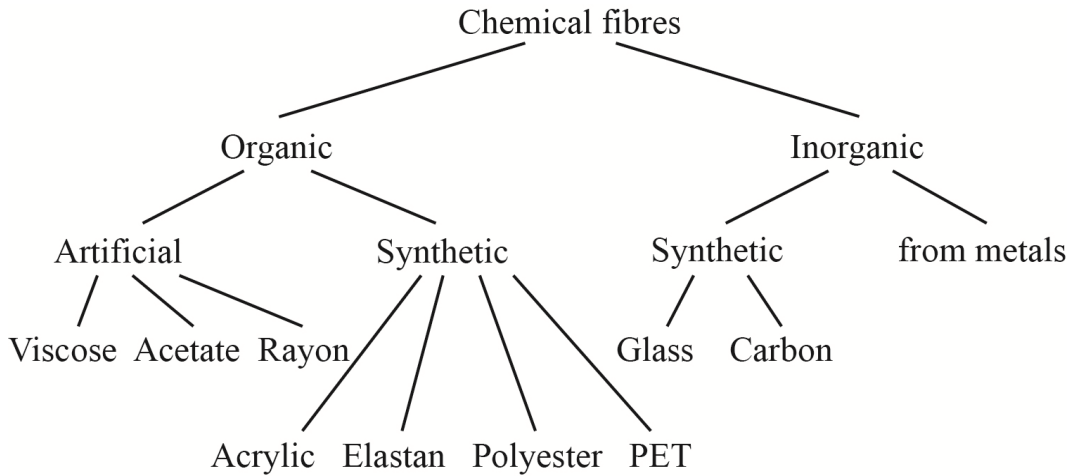 Chemical fibres
Organic Inorganic
Artificial Synthetic Synthetic from metals
Viscose Acetate Rayon Glass Carbon
Acrylic Elastan Polyester PET